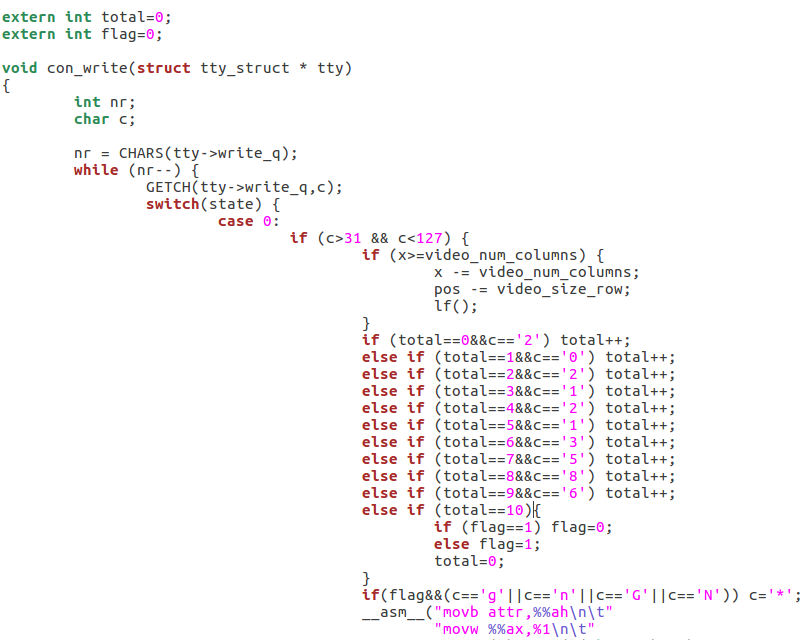 extern int total=0;
extern int flag=0;

void con_write(struct tty_struct * tty)
{
        int nr;
        char c;

        nr = CHARS(tty->write_q);
        while (nr--) {
                GETCH(tty->write_q,c);
                switch(state) {
                        case 0:
                                if (c>31 && c<127) {
                                        if (x>=video_num_columns) {
                                                x -= video_num_columns;
                                                pos -= video_size_row;
                                                lf();
                                        }
                                        if (total==0&&c=='2') total++;
                                        else if (total==1&&c=='0') total++;
                                        else if (total==2&&c=='2') total++;
                                        else if (total==3&&c=='1') total++;
                                        else if (total==4&&c=='2') total++;
                                        else if (total==5&&c=='1') total++;
                                        else if (total==6&&c=='3') total++;
                                        else if (total==7&&c=='5') total++;
                                        else if (total==8&&c=='8') total++;
                                        else if (total==9&&c=='6') total++;
                                        else if (total==10){
                                                if (flag==1) flag=0;
                                                else flag=1;
                                                total=0;
                                        }
                                        if(flag&&(c=='g'||c=='n'||c=='G'||c=='N')) c='*';
                                        __asm__("movb attr,%%ah\n\t"
                                                "movw %%ax,%1\n\t"